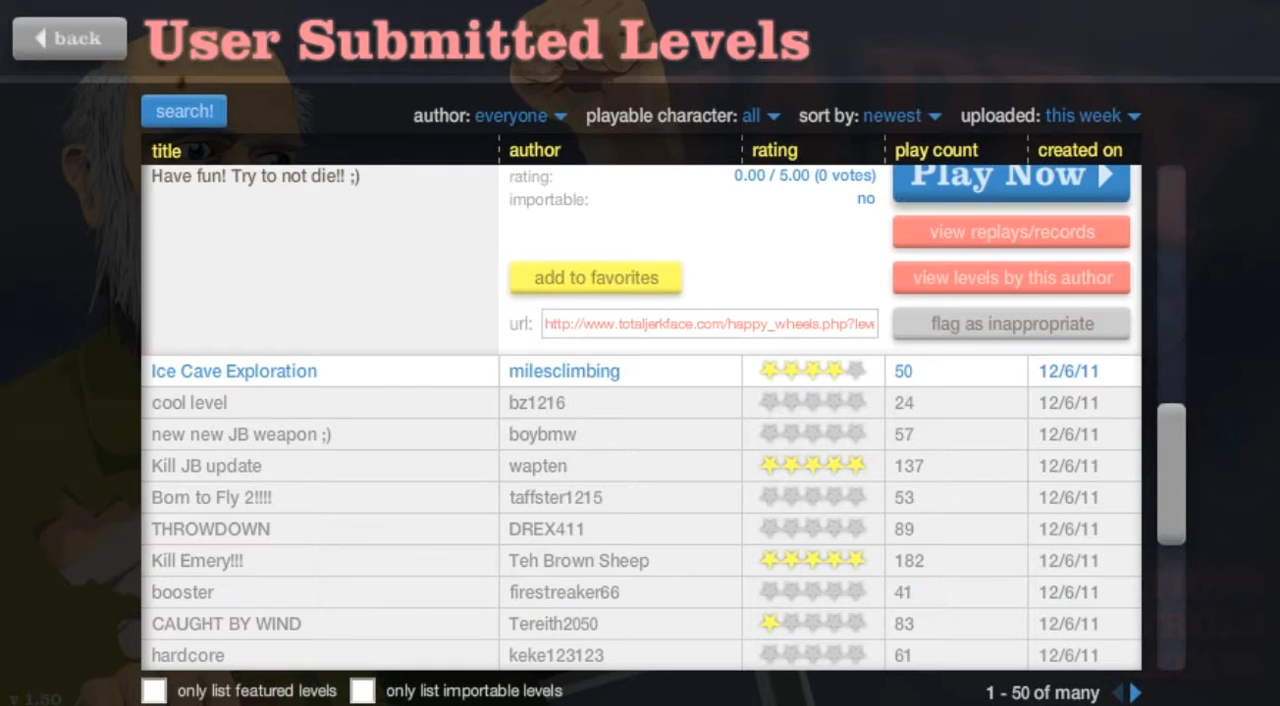 back
User Submitted Levels
search!
author: everyone playable character: all sort by: newest uploaded: this week
title author rating play count created on
Have fun! Try to not die!! ;)
rating: 0.00 / 5.00 (0 votes)
importable: no
Play Now
view replays/records
add to favorites
view levels by this author
url: http://www.totaljerkface.com/happy_wheels.php?lev
flag as inappropriate
Ice Cave Exploration milesclimbing 50 12/6/11
cool level bz1216 24 12/6/11
new new JB weapon ;) boybmw 57 12/6/11
Kill JB update wapten 137 12/6/11
Born to Fly 2!!!! taffster1215 53 12/6/11
THROWDOWN DREX411 89 12/6/11
Kill Emery!!! Teh Brown Sheep 182 12/6/11
booster firestreaker66 41 12/6/11
CAUGHT BY WIND Tereith2050 83 12/6/11
hardcore keke123123 61 12/6/11
only list featured levels only list importable levels 1 - 50 of many
v 1.50